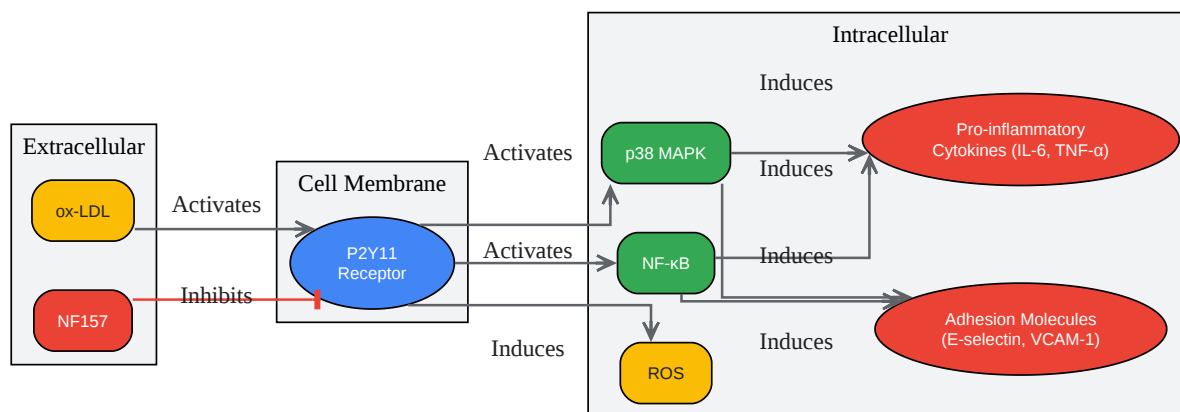 Intracellular
Induces
Extracellular
Pro-inflammatory
Cytokines (IL-6, TNF-α)
p38 MAPK
Activates
Induces
Cell Membrane
ox-LDL
Activates
P2Y11
Receptor
Activates
NF-κB
Induces
NF157
Inhibits
Adhesion Molecules
(E-selectin, VCAM-1)
Induces
Induces
ROS